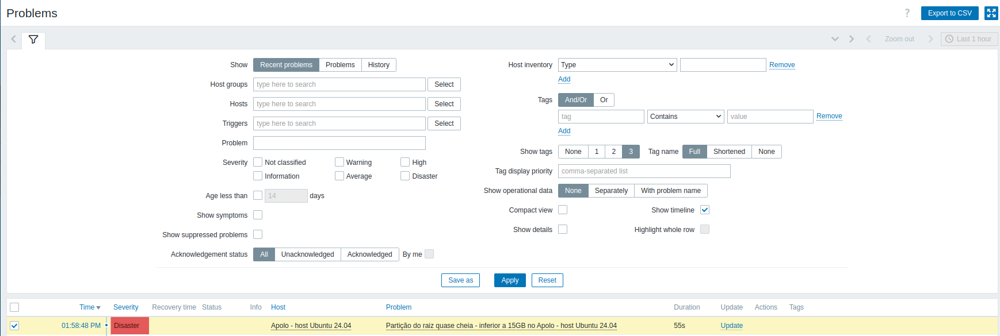 Problems
? Export to CSV
Zoom out Last 1 hour
Show Recent problems Problems History
Host groups type here to search Select
Hosts type here to search Select
Triggers type here to search Select
Problem
Severity Not classified Warning High
Information Average Disaster
Age less than 14 days
Show symptoms
Show suppressed problems
Acknowledgement status All Unacknowledged Acknowledged By me
Host inventory Type Remove
Add
Tags And/Or Or
tag Contains value Remove
Add
Show tags None 1 2 3 Tag name Full Shortened None
Tag display priority comma-separated list
Show operational data None Separately With problem name
Compact view Show timeline
Show details Highlight whole row
Save as Apply Reset
Time Severity Recovery time Status Info Host Problem Duration Update Actions Tags
01:58:48 PM Disaster Apolo - host Ubuntu 24.04 Partição do raiz quase cheia - inferior a 15GB no Apolo - host Ubuntu 24.04 55s Update